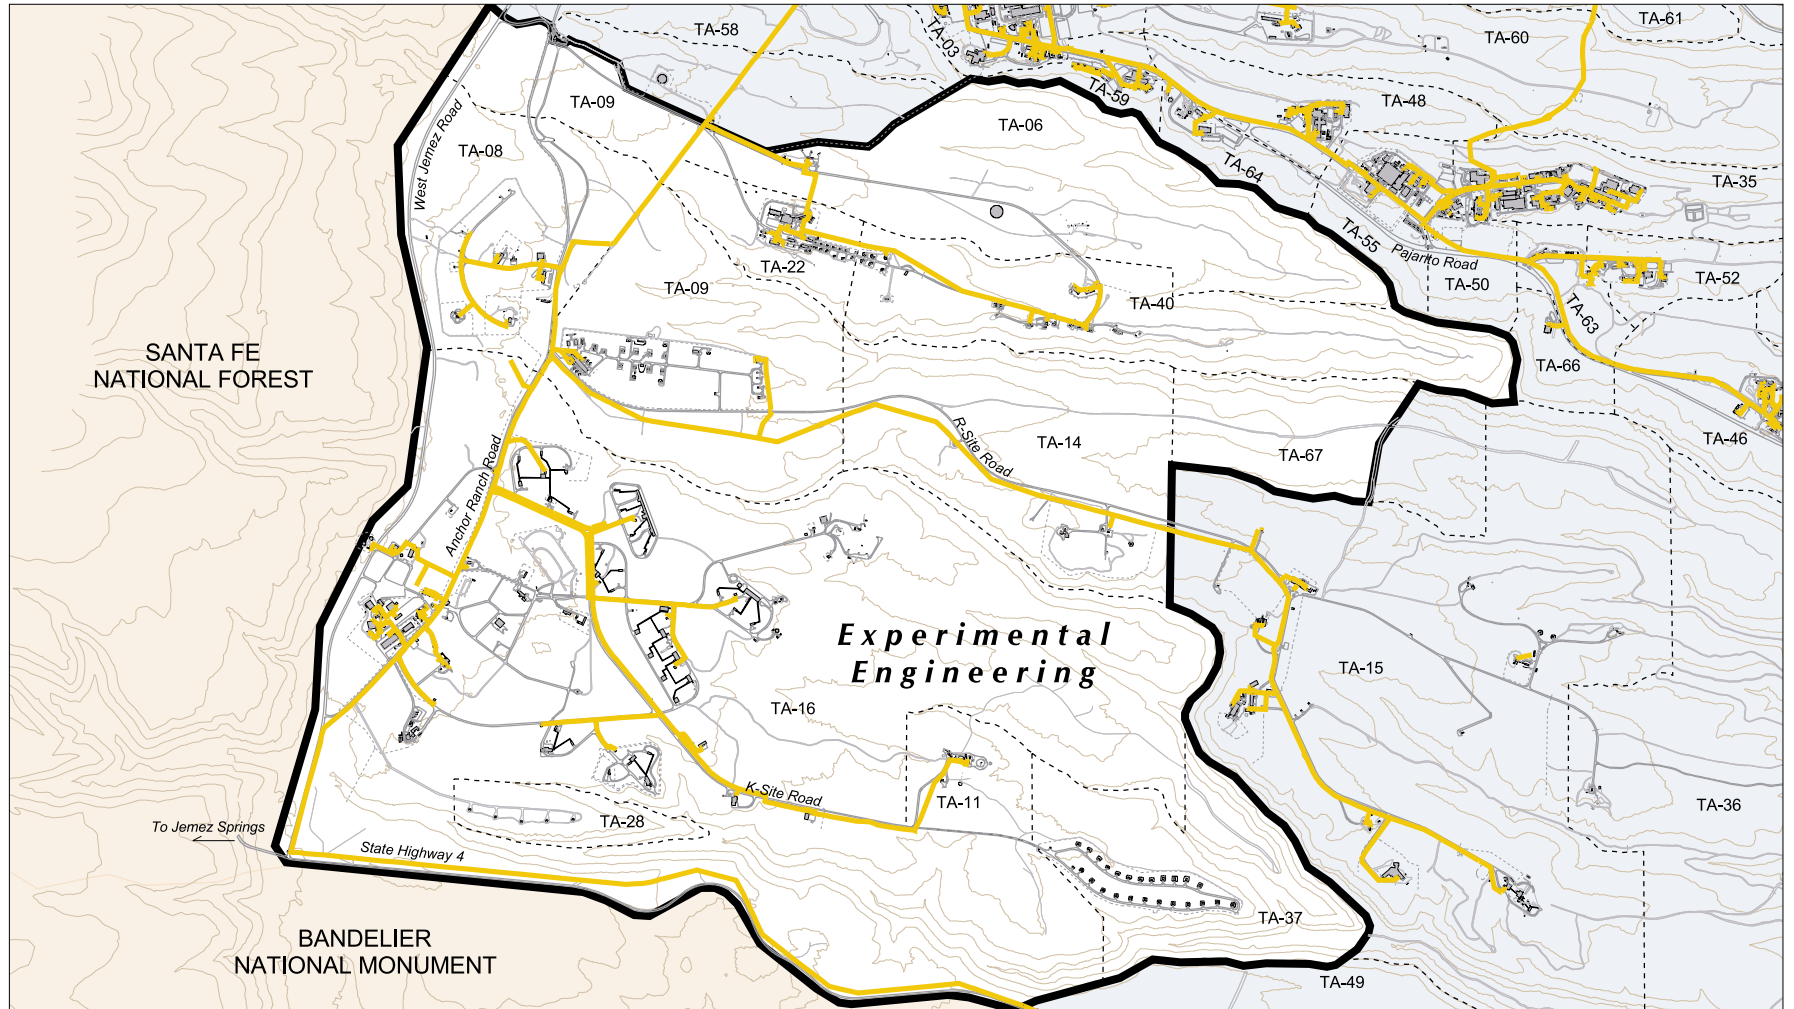 TA-61
TA-58
TA-03
TA-60
TA-59
TA-48
TA-09
TA-06
West Jemez Road
TA-08
TA-64
TA-35
TA-55
Pajarito Road
TA-22
TA-09
TA-40
TA-50
TA-52
TA-63
SANTA FE
NATIONAL FOREST
TA-66
R-Site Road
TA-14
TA-67
TA-46
Anchor Ranch Road
Experimental
Engineering
TA-15
TA-16
K-Site Road
TA-11
TA-36
TA-28
To Jemez Springs
State Highway 4
TA-37
BANDELIER
NATIONAL MONUMENT
TA-49